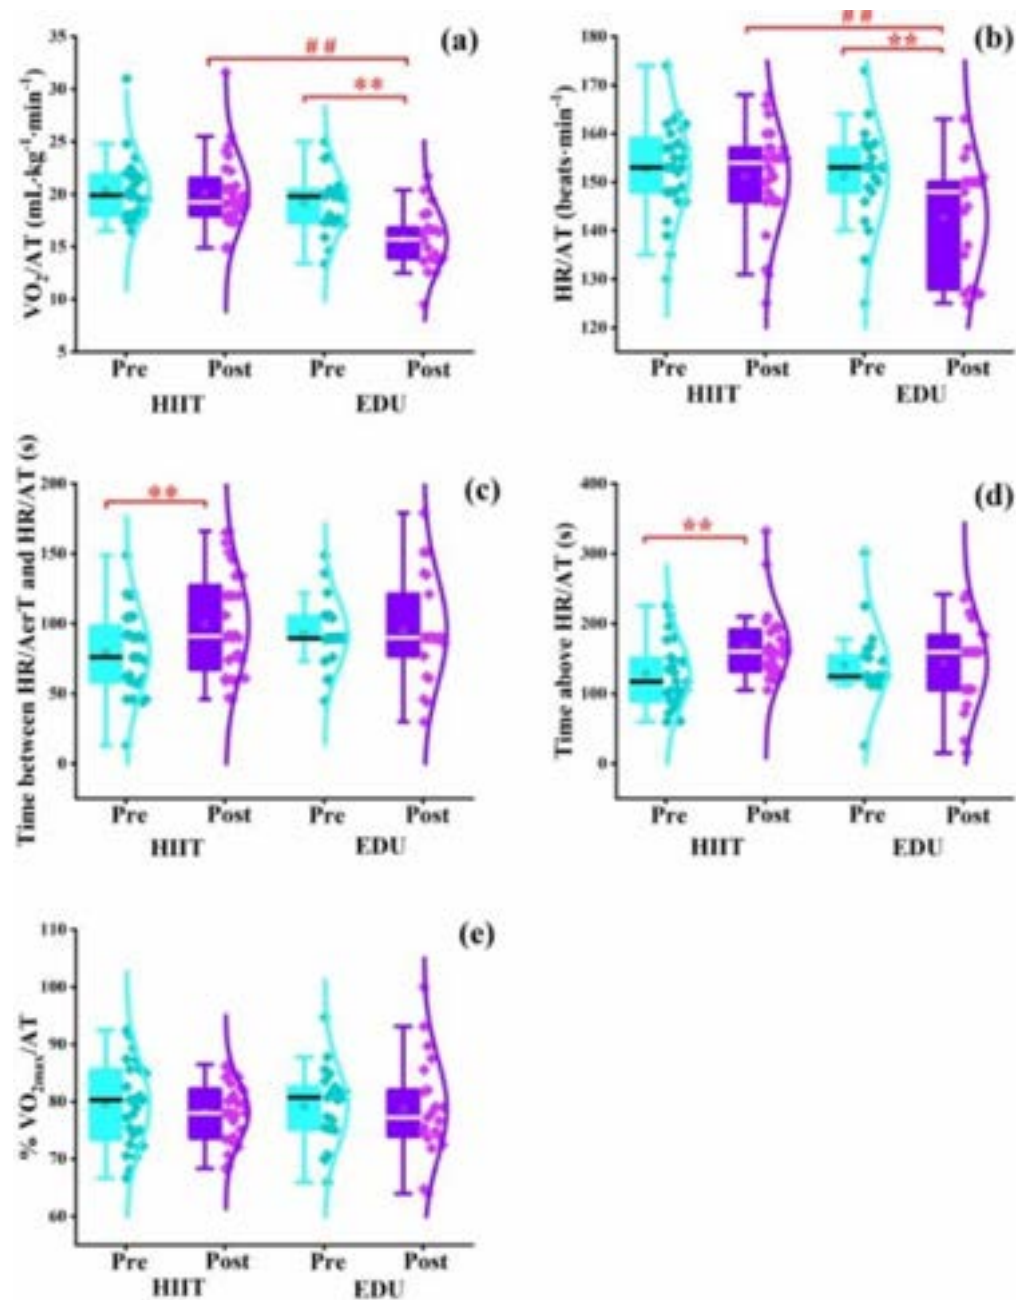 (a)
##
**
VO₂/AT (mL·kg⁻¹·min⁻¹)
35
30
25
20
15
10
5
Pre
Post
Pre
Post
HIIT
EDU
(b)
##
**
HR/AT (beats·min⁻¹)
180
170
160
150
140
130
120
Pre
Post
Pre
Post
HIIT
EDU
(c)
**
Time between HR/AerT and HR/AT (s)
200
150
100
50
0
Pre
Post
Pre
Post
HIIT
EDU
(d)
**
Time above HR/AT (s)
400
300
200
100
0
Pre
Post
Pre
Post
HIIT
EDU
(e)
% VO₂max/AT
110
100
90
80
70
60
Pre
Post
Pre
Post
HIIT
EDU